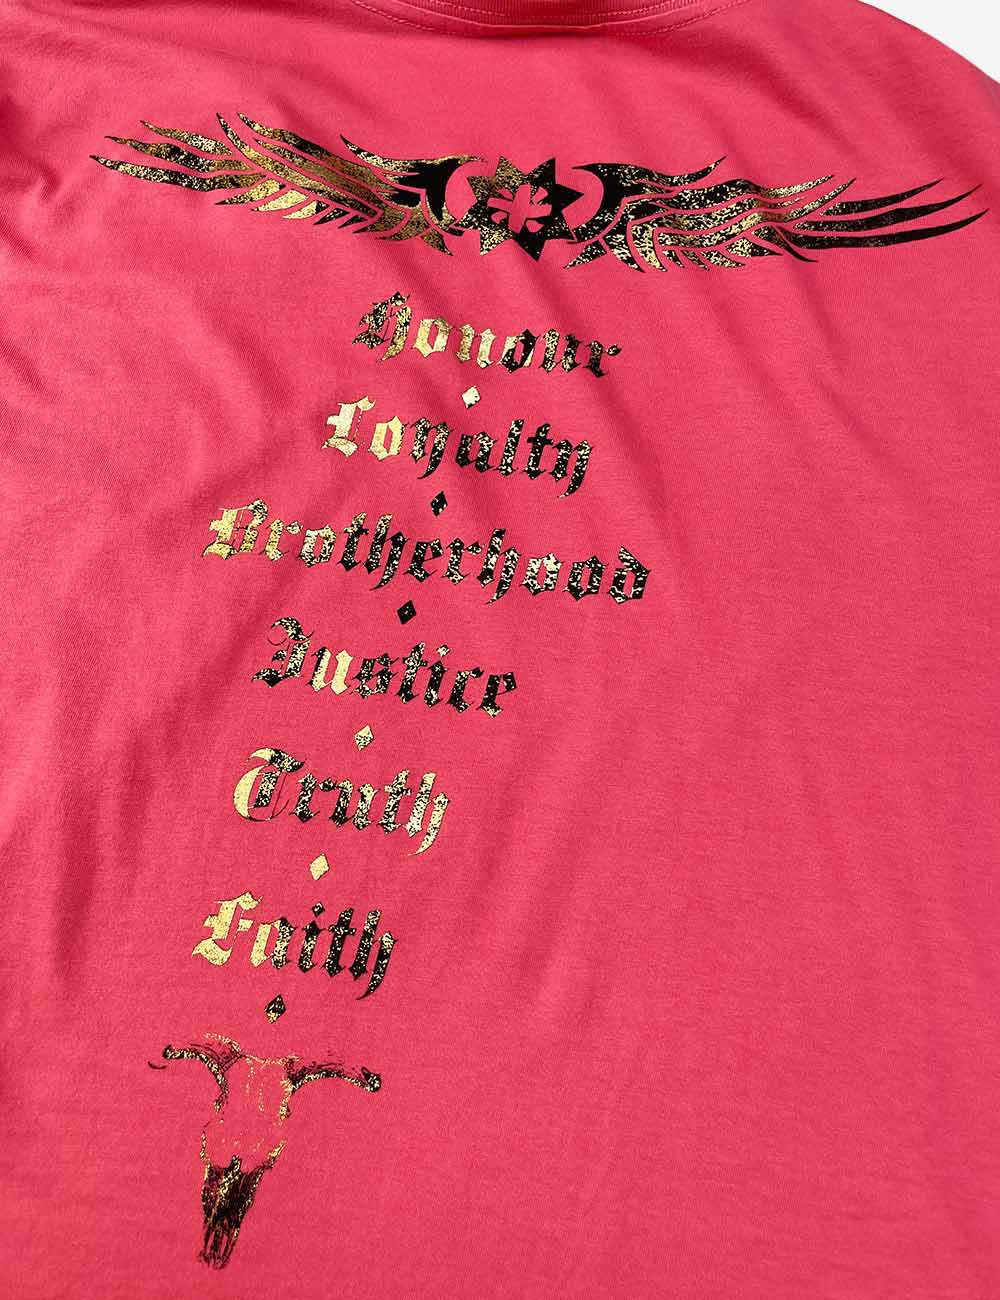 Honour
Loyalty
Brotherhood
Justice
Truth
Faith